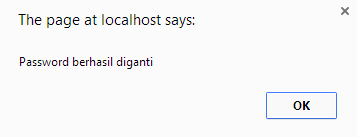 The page at localhost says:
Password berhasil diganti
OK